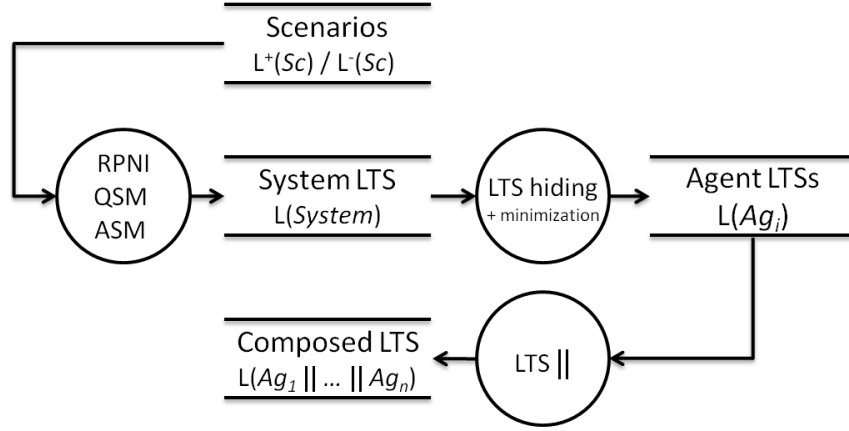 Scenarios
L⁺(Sc) / L⁻(Sc)
RPNI
QSM
ASM
System LTS
L(System)
LTS hiding
+ minimization
Agent LTSs
L(Agᵢ)
Composed LTS
L(Ag₁ || ... || Agₙ)
LTS ||